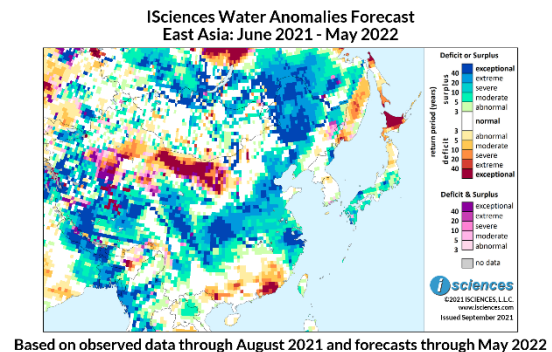 ISciences Water Anomalies Forecast
East Asia: June 2021 - May 2022
Deficit or Surplus
return period (years)
surplus
deficit
40
20
10
5
3
3
5
10
20
40
exceptional
extreme
severe
moderate
abnormal
normal
abnormal
moderate
severe
extreme
exceptional
Deficit & Surplus
40
20
10
5
3
exceptional
extreme
severe
moderate
abnormal
no data
isciences
©2021 ISCIENCES, L.L.C.
www.isciences.com
Issued September 2021
Based on observed data through August 2021 and forecasts through May 2022